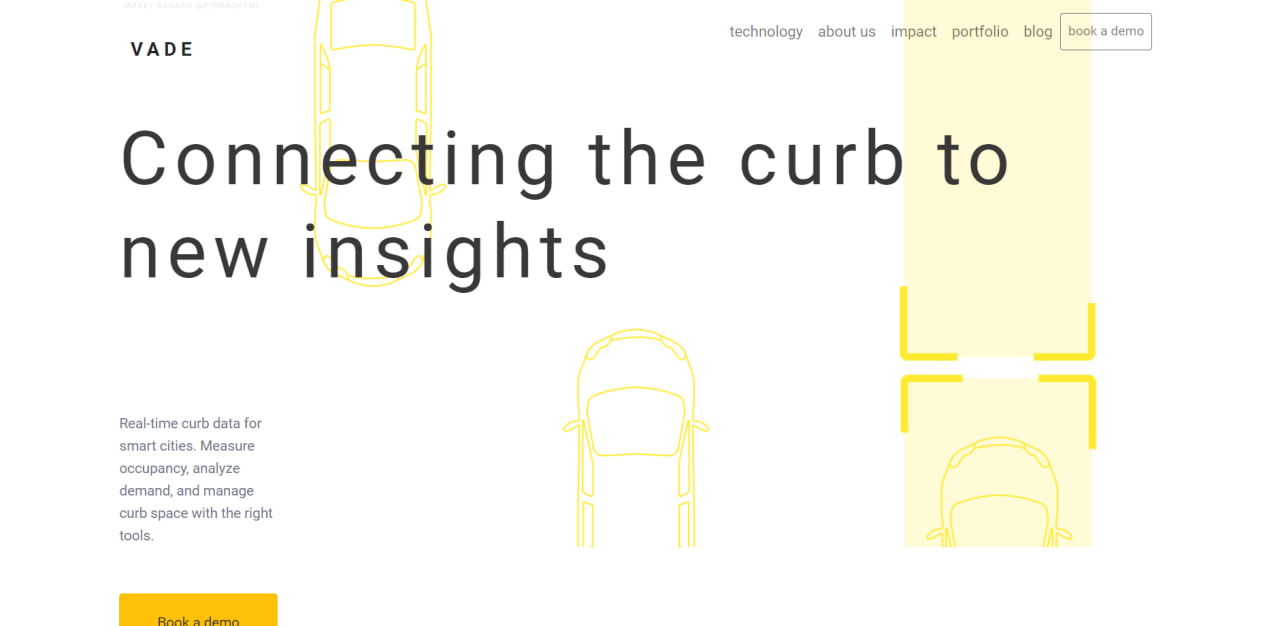 МАКЕТ КАНАЛА @FIGMASHTML
VADE
technology about us impact portfolio blog book a demo
Connecting the curb to
new insights
Real-time curb data for
smart cities. Measure
occupancy, analyze
demand, and manage
curb space with the right
tools.
Book a demo